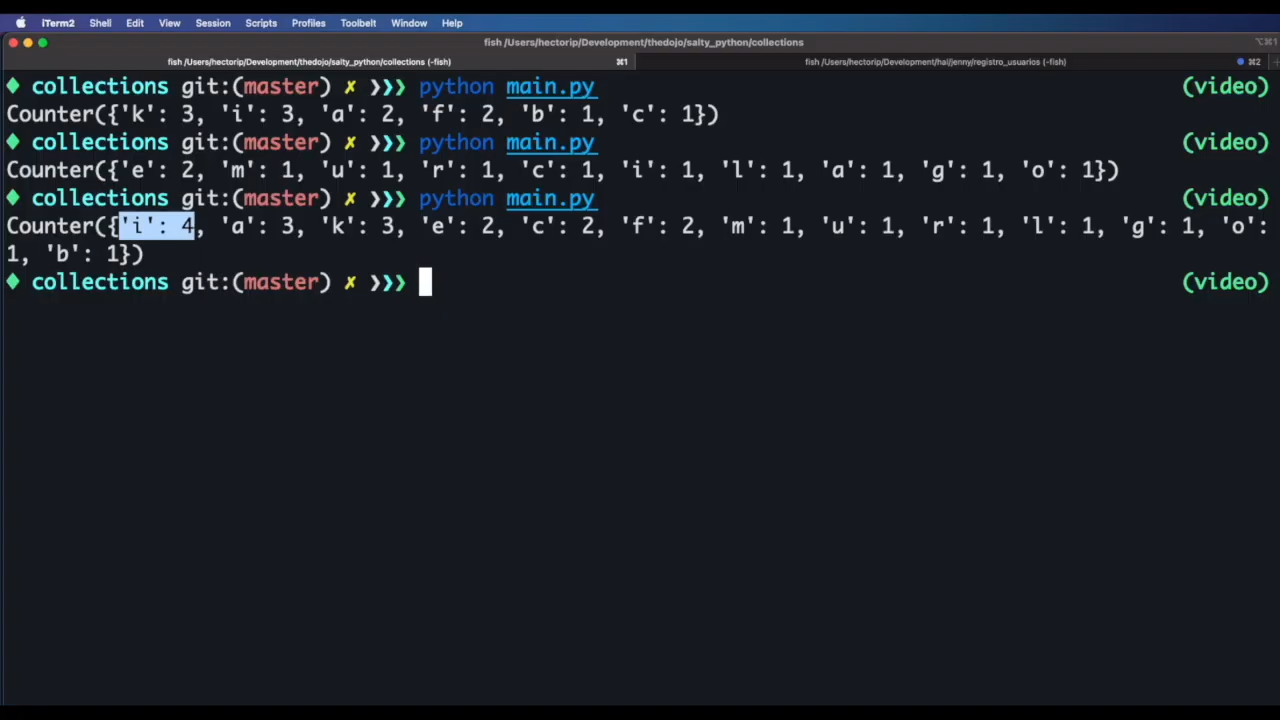 iTerm2 Shell Edit View Session Scripts Profiles Toolbelt Window Help
fish /Users/hectorip/Development/thedojo/salty_python/collections ⌥⌘1
fish /Users/hectorip/Development/thedojo/salty_python/collections (-fish) ⌘1 fish /Users/hectorip/Development/hai/jenny/registro_usuarios (-fish) ⌘2
♦ collections git:(master) ✗ ❯❯❯ python main.py (video)
Counter({'k': 3, 'i': 3, 'a': 2, 'f': 2, 'b': 1, 'c': 1})
♦ collections git:(master) ✗ ❯❯❯ python main.py (video)
Counter({'e': 2, 'm': 1, 'u': 1, 'r': 1, 'c': 1, 'i': 1, 'l': 1, 'a': 1, 'g': 1, 'o': 1})
♦ collections git:(master) ✗ ❯❯❯ python main.py (video)
Counter({'i': 4, 'a': 3, 'k': 3, 'e': 2, 'c': 2, 'f': 2, 'm': 1, 'u': 1, 'r': 1, 'l': 1, 'g': 1, 'o':
1, 'b': 1})
♦ collections git:(master) ✗ ❯❯❯ (video)